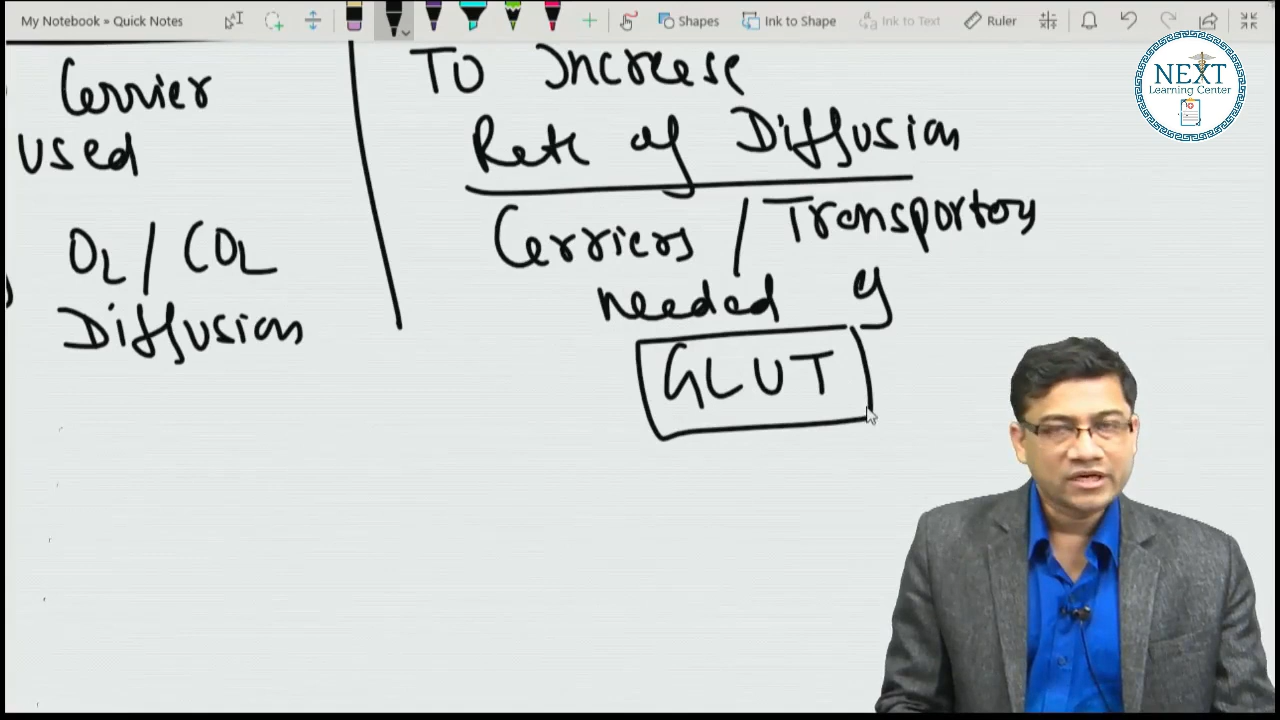 My Notebook » Quick Notes
Shapes
Ink to Shape
Ink to Text
Ruler
NEXT
Learning Center
Carrier
used
O2 / CO2
Diffusion
To Increase
Rate of Diffusion
Carriers / Transporters
needed eg
GLUT